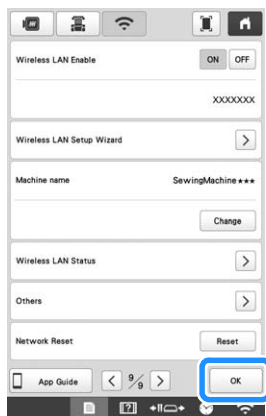 Wireless LAN Enable ON OFF
XXXXXXX
Wireless LAN Setup Wizard
Machine name SewingMachine★★★
Change
Wireless LAN Status
Others
Network Reset Reset
App Guide 9/9 OK